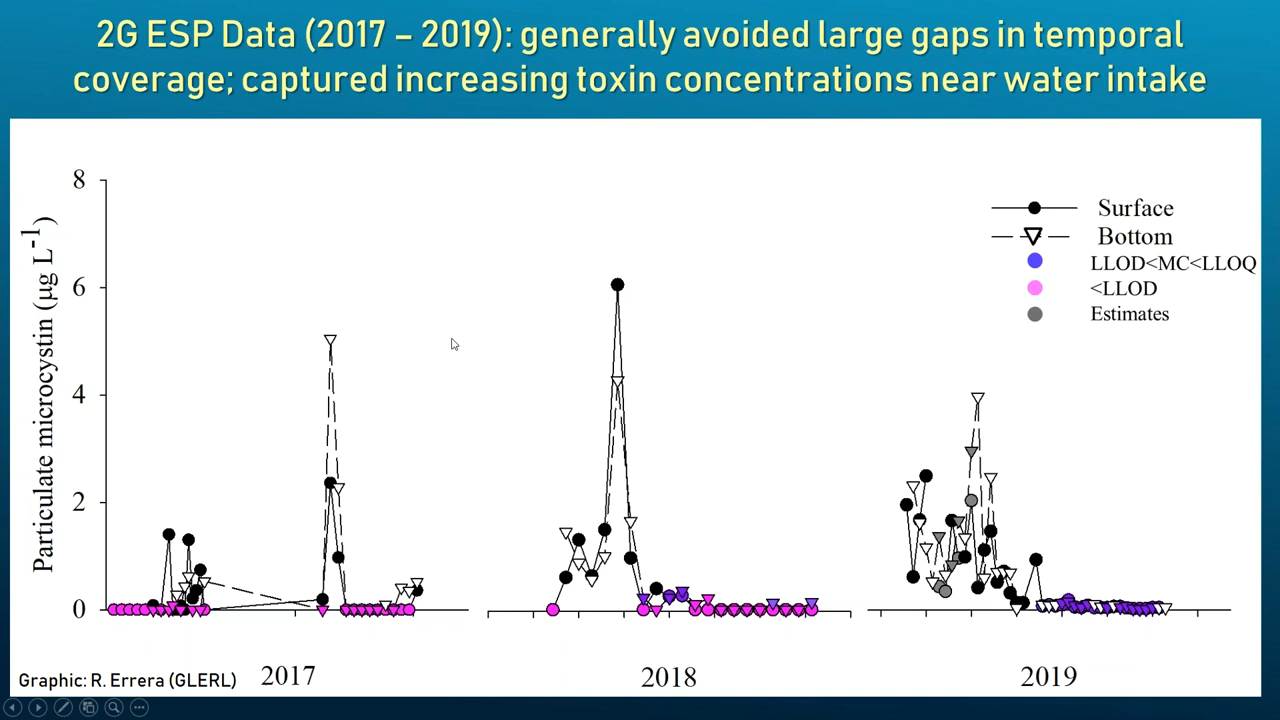 2G ESP Data (2017 – 2019): generally avoided large gaps in temporal
coverage; captured increasing toxin concentrations near water intake
8
6
4
2
0
Particulate microcystin (µg L⁻¹)
Surface
Bottom
LLOD<MC<LLOQ
<LLOD
Estimates
2017
2018
2019
Graphic: R. Errera (GLERL)